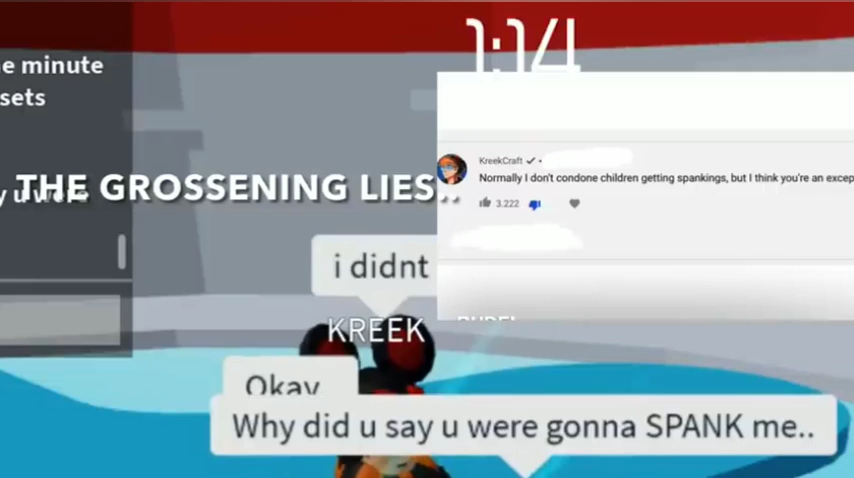 1:14
e minute
sets
KreekCraft
Normally I don't condone children getting spankings, but I think you're an excep
3.222
THE GROSSENING LIES..
y u were
i didnt
KREEK
Okay
Why did u say u were gonna SPANK me..